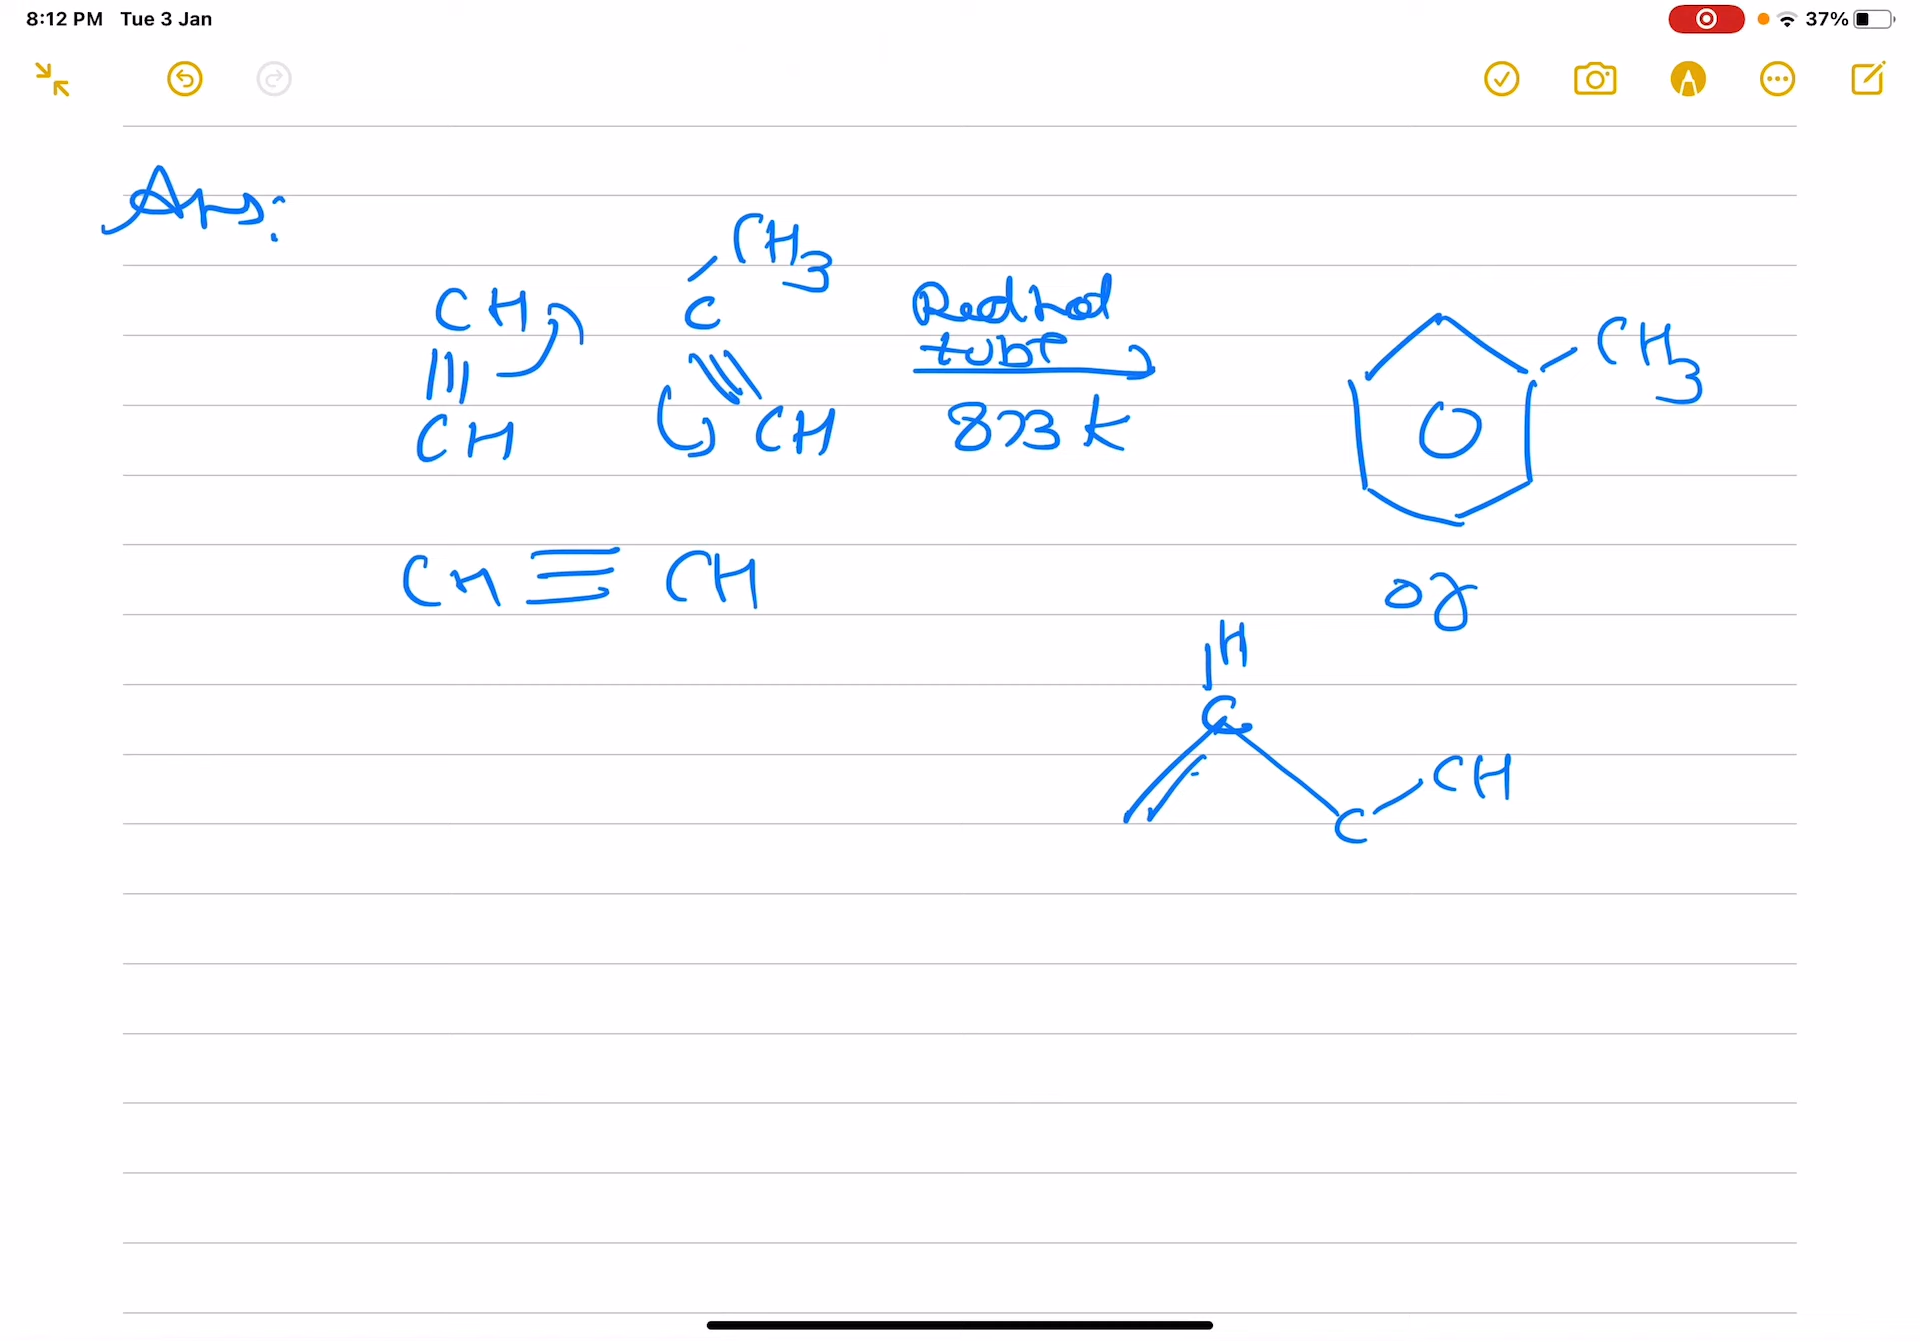 8:12 PM Tue 3 Jan
37%
Ans:
CH C CH3
CH CH
CH ≡ CH
Red hot
tube
873 K
CH3
O
or
H
C
C CH